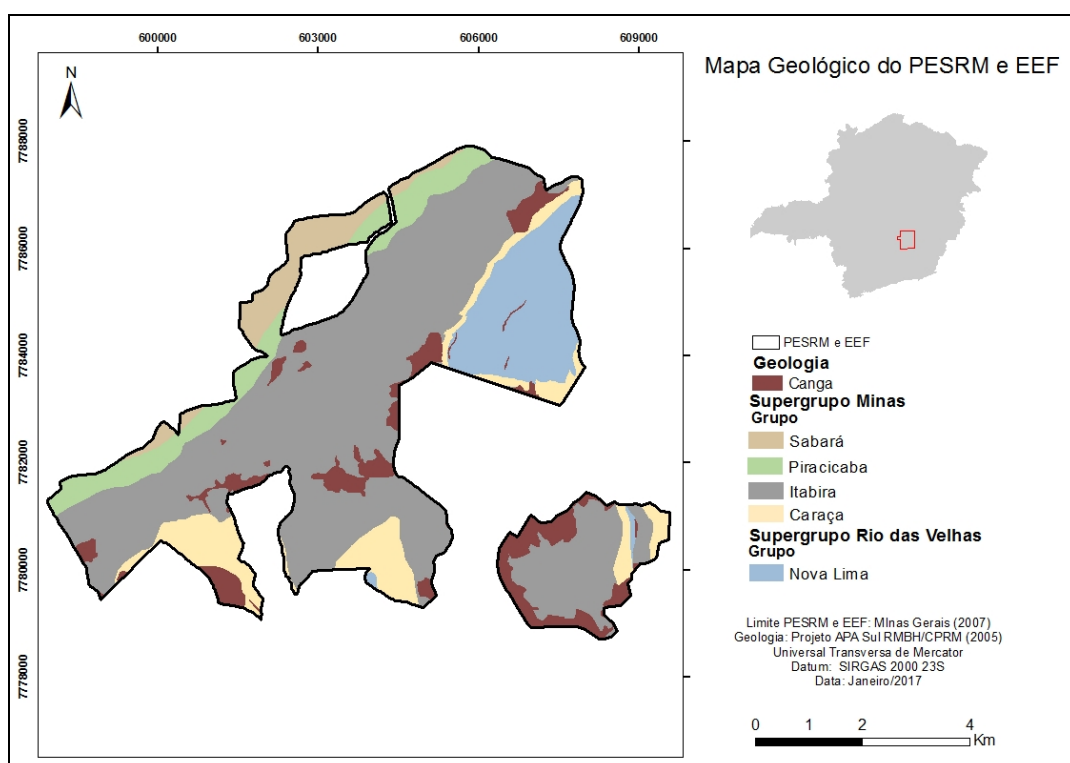 600000 603000 606000 609000
Mapa Geológico do PESRM e EEF
N
7788000
7786000
7784000
7782000
7780000
7778000
PESRM e EEF
Geologia
Canga
Supergrupo Minas
Grupo
Sabará
Piracicaba
Itabira
Caraça
Supergrupo Rio das Velhas
Grupo
Nova Lima
Limite PESRM e EEF: MInas Gerais (2007)
Geologia: Projeto APA Sul RMBH/CPRM (2005)
Universal Transversa de Mercator
Datum: SIRGAS 2000 23S
Data: Janeiro/2017
0 2 4
Km